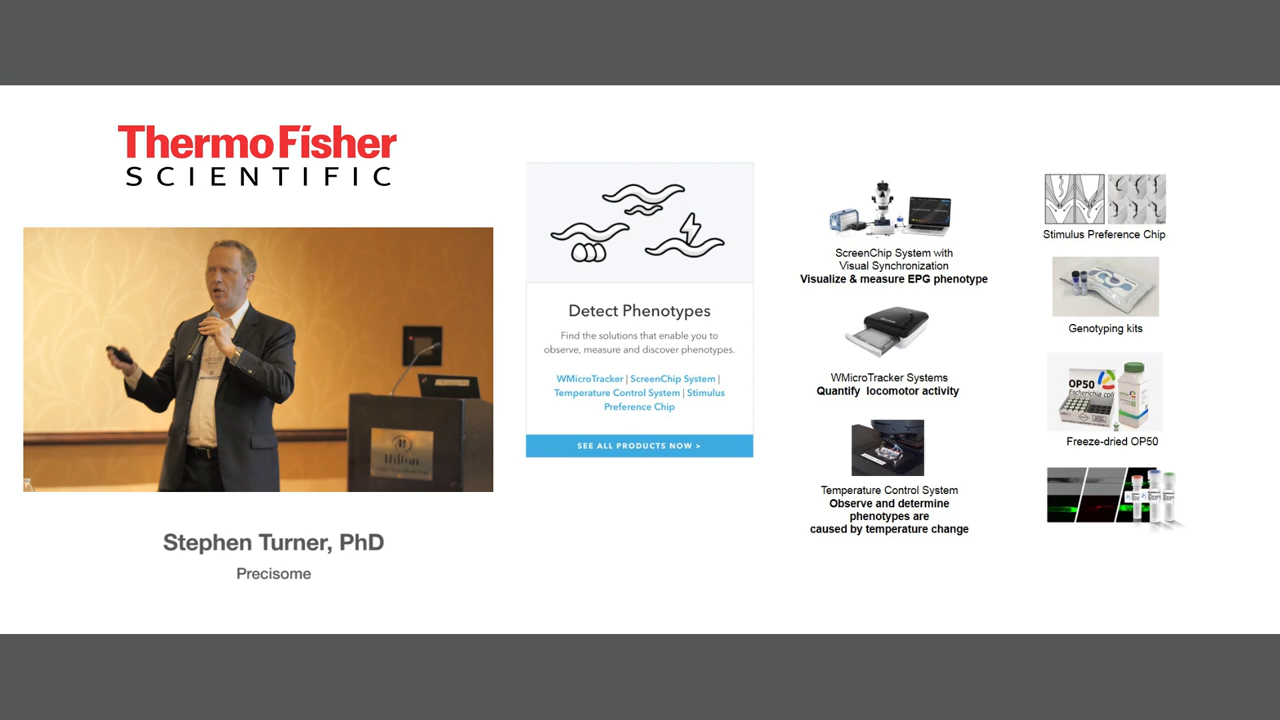 ThermoFisher
SCIENTIFIC
Hilton
Stephen Turner, PhD
Precisome
Detect Phenotypes
Find the solutions that enable you to
observe, measure and discover phenotypes.
WMicroTracker | ScreenChip System |
Temperature Control System | Stimulus
Preference Chip
SEE ALL PRODUCTS NOW >
ScreenChip System with
Visual Synchronization
Visualize & measure EPG phenotype
WMicroTracker Systems
Quantify locomotor activity
Temperature Control System
Observe and determine
phenotypes are
caused by temperature change
Stimulus Preference Chip
Genotyping kits
OP50
Escherichia coli
Freeze-dried OP50